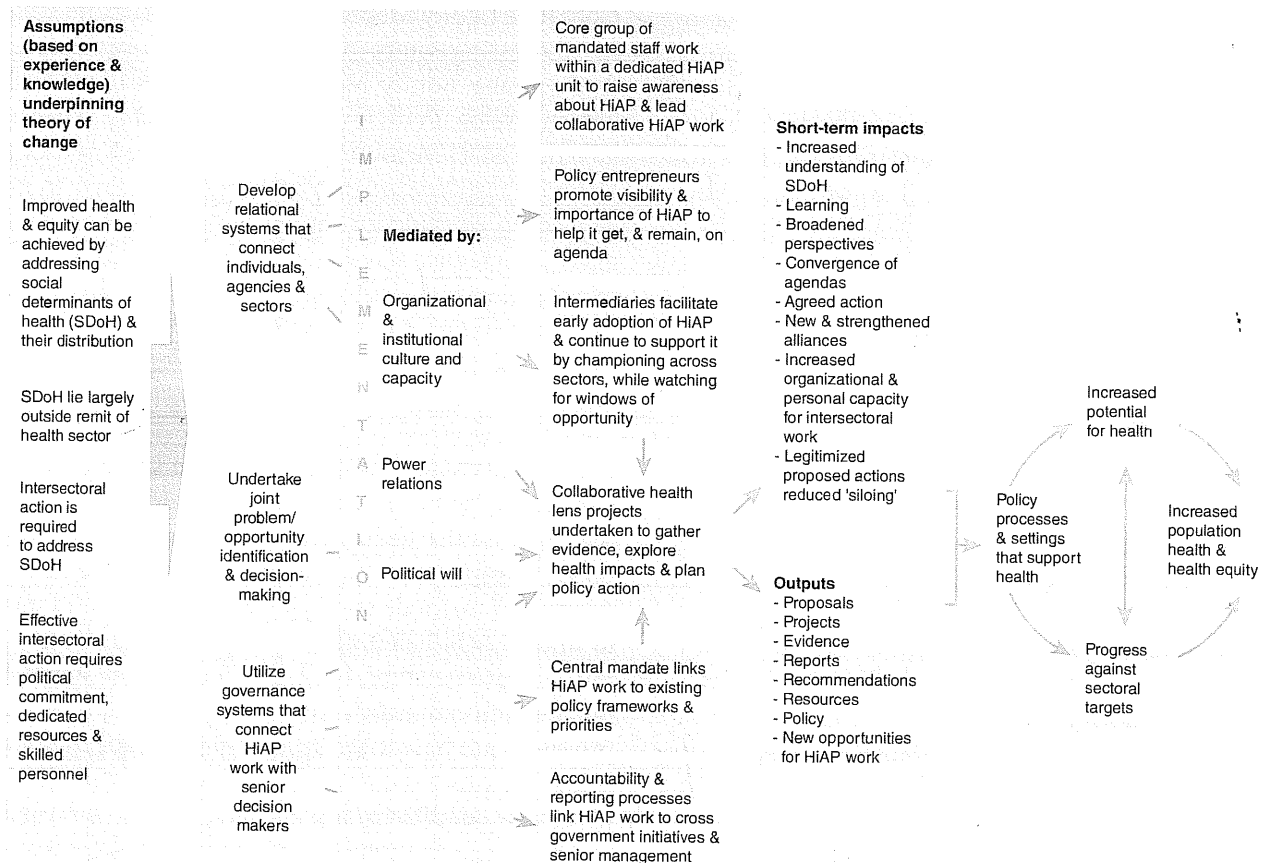 Assumptions
(based on
experience &
knowledge)
underpinning
theory of
change
Improved health
& equity can be
achieved by
addressing
social
determinants of
health (SDoH) &
their distribution
SDoH lie largely
outside remit of
health sector
Intersectoral
action is
required
to address
SDoH
Effective
intersectoral
action requires
political
commitment,
dedicated
resources &
skilled
personnel
Develop
relational
systems that
connect
individuals,
agencies &
sectors
Undertake
joint
problem/
opportunity
identification
& decision-
making
Utilize
governance
systems that
connect
HiAP
work with
senior
decision
makers
I
M
P
L
E
M
E
N
T
A
T
I
O
N
Mediated by:
Organizational
&
institutional
culture and
capacity
Power
relations
Political will
Core group of
mandated staff work
within a dedicated HiAP
unit to raise awareness
about HiAP & lead
collaborative HiAP work
Policy entrepreneurs
promote visibility &
importance of HiAP to
help it get, & remain, on
agenda
Intermediaries facilitate
early adoption of HiAP
& continue to support it
by championing across
sectors, while watching
for windows of
opportunity
Collaborative health
lens projects
undertaken to gather
evidence, explore
health impacts & plan
policy action
Central mandate links
HiAP work to existing
policy frameworks &
priorities
Accountability &
reporting processes
link HiAP work to cross
government initiatives &
senior management
Short-term impacts
- Increased
understanding of
SDoH
- Learning
- Broadened
perspectives
- Convergence of
agendas
- Agreed action
- New & strengthened
alliances
- Increased
organizational &
personal capacity
for intersectoral
work
- Legitimized
proposed actions
reduced 'siloing'
Outputs
- Proposals
- Projects
- Evidence
- Reports
- Recommendations
- Resources
- Policy
- New opportunities
for HiAP work
Policy
processes
& settings
that support
health
Increased
potential
for health
Progress
against
sectoral
targets
Increased
population
health &
health equity